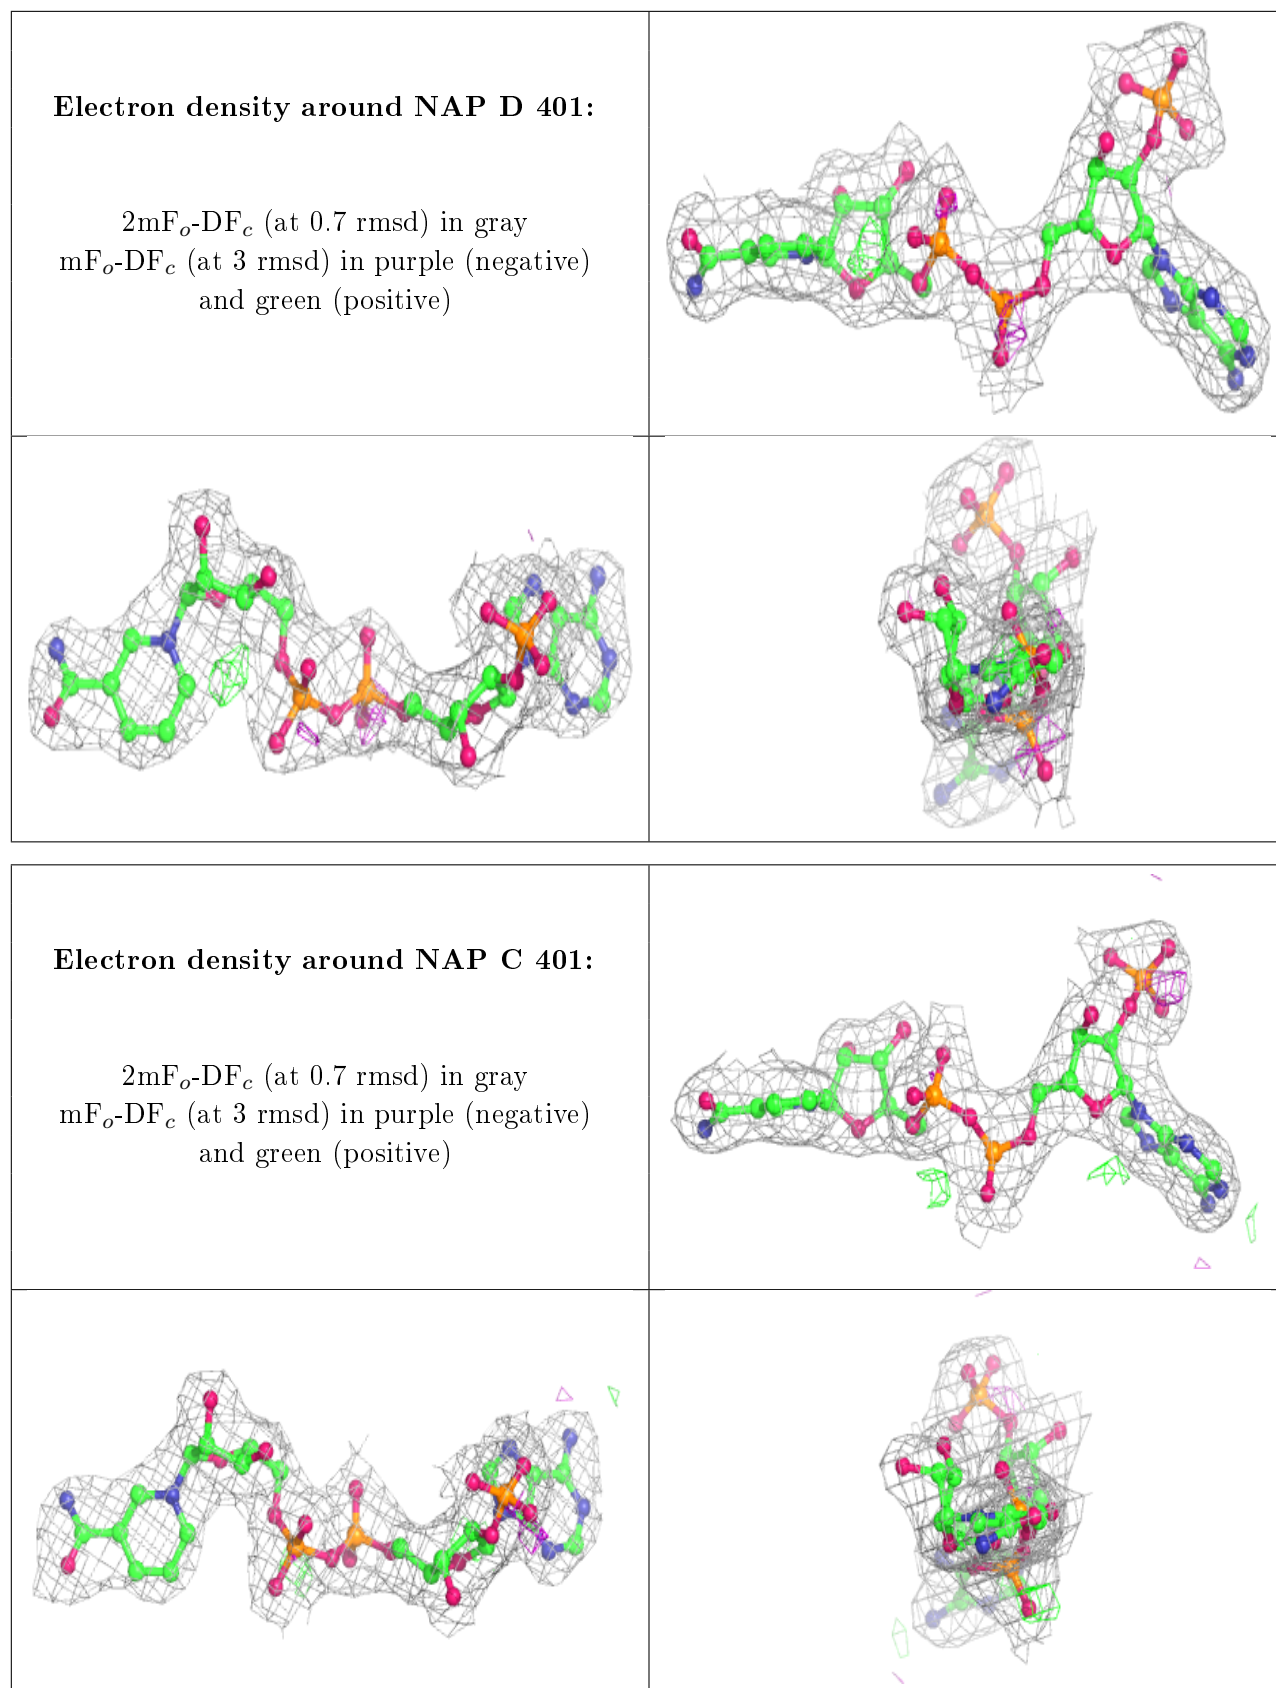 Electron density around NAP D 401:
2mFo-DFc (at 0.7 rmsd) in gray
mFo-DFc (at 3 rmsd) in purple (negative)
and green (positive)
Electron density around NAP C 401:
2mFo-DFc (at 0.7 rmsd) in gray
mFo-DFc (at 3 rmsd) in purple (negative)
and green (positive)